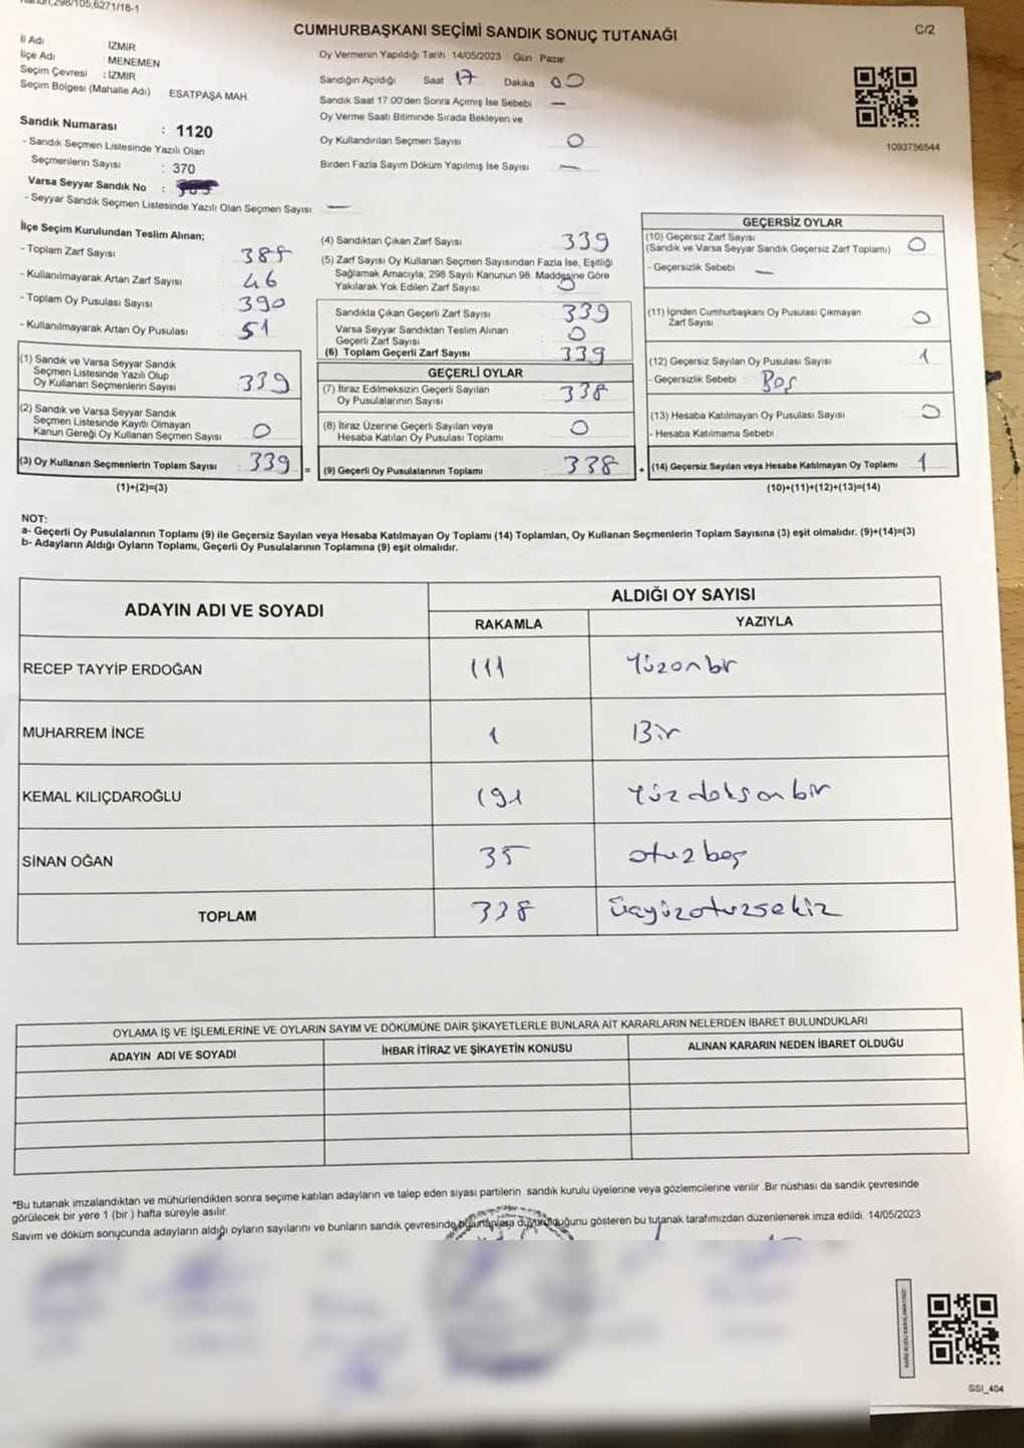 298/105,6271/18-1
CUMHURBAŞKANI SEÇİMİ SANDIK SONUÇ TUTANAĞI
C/2
İl Adı : İZMİR
İlçe Adı : MENEMEN
Seçim Çevresi : İZMİR
Seçim Bölgesi (Mahalle Adı) ESATPAŞA MAH.
Sandık Numarası : 1120
- Sandık Seçmen Listesinde Yazılı Olan
Seçmenlerin Sayısı : 370
Varsa Seyyar Sandık No :
- Seyyar Sandık Seçmen Listesinde Yazılı Olan Seçmen Sayısı —
Oy Vermenin Yapıldığı Tarih 14/05/2023 Gün Pazar
Sandığın Açıldığı Saat 17 Dakika 00
Sandık Saat 17:00'den Sonra Açılmış İse Sebebi —
Oy Verme Saati Bitiminde Sırada Bekleyen ve
Oy Kullandırılan Seçmen Sayısı 0
Birden Fazla Sayım Döküm Yapılmış İse Sayısı —
1093756544
İlçe Seçim Kurulundan Teslim Alınan;
- Toplam Zarf Sayısı 385
- Kullanılmayarak Artan Zarf Sayısı 46
- Toplam Oy Pusulası Sayısı 390
- Kullanılmayarak Artan Oy Pusulası 51
(1) Sandık ve Varsa Seyyar Sandık
Seçmen Listesinde Yazılı Olup
Oy Kullanan Seçmenlerin Sayısı 339
(2) Sandık ve Varsa Seyyar Sandık
Seçmen Listesinde Kayıtlı Olmayan
Kanun Gereği Oy Kullanan Seçmen Sayısı 0
(3) Oy Kullanan Seçmenlerin Toplam Sayısı 339 =
(1)+(2)=(3)
(4) Sandıktan Çıkan Zarf Sayısı 339
(5) Zarf Sayısı Oy Kullanan Seçmen Sayısından Fazla İse, Eşitliği
Sağlamak Amacıyla, 298 Sayılı Kanunun 98. Maddesine Göre
Yakılarak Yok Edilen Zarf Sayısı 0
Sandıkta Çıkan Geçerli Zarf Sayısı 339
Varsa Seyyar Sandıktan Teslim Alınan
Geçerli Zarf Sayısı 0
(6) Toplam Geçerli Zarf Sayısı 339
GEÇERLİ OYLAR
(7) İtiraz Edilmeksizin Geçerli Sayılan
Oy Pusulalarının Sayısı 338
(8) İtiraz Üzerine Geçerli Sayılan veya
Hesaba Katılan Oy Pusulası Toplamı 0
(9) Geçerli Oy Pusulalarının Toplamı 338 +
GEÇERSİZ OYLAR
(10) Geçersiz Zarf Sayısı
(Sandık ve Varsa Seyyar Sandık Geçersiz Zarf Toplamı) 0
- Geçersizlik Sebebi —
(11) İçinden Cumhurbaşkanı Oy Pusulası Çıkmayan
Zarf Sayısı 0
(12) Geçersiz Sayılan Oy Pusulası Sayısı 1
- Geçersizlik Sebebi Boş
(13) Hesaba Katılmayan Oy Pusulası Sayısı 0
- Hesaba Katılmama Sebebi
(14) Geçersiz Sayılan veya Hesaba Katılmayan Oy Toplamı 1
(10)+(11)+(12)+(13)=(14)
NOT:
a- Geçerli Oy Pusulalarının Toplamı (9) ile Geçersiz Sayılan veya Hesaba Katılmayan Oy Toplamı (14) Toplamları, Oy Kullanan Seçmenlerin Toplam Sayısına (3) eşit olmalıdır. (9)+(14)=(3)
b- Adayların Aldığı Oyların Toplamı, Geçerli Oy Pusulalarının Toplamına (9) eşit olmalıdır.
ADAYIN ADI VE SOYADI
ALDIĞI OY SAYISI
RAKAMLA YAZIYLA
RECEP TAYYİP ERDOĞAN 111 Yüzonbir
MUHARREM İNCE 1 Bir
KEMAL KILIÇDAROĞLU 191 Yüzdoksanbir
SİNAN OĞAN 35 otuzbeş
TOPLAM 338 üçyüzotuzsekiz
OYLAMA İŞ VE İŞLEMLERİNE VE OYLARIN SAYIM VE DÖKÜMÜNE DAİR ŞİKAYETLERLE BUNLARA AİT KARARLARIN NELERDEN İBARET BULUNDUKLARI
ADAYIN ADI VE SOYADI İHBAR İTİRAZ VE ŞİKAYETİN KONUSU ALINAN KARARIN NEDEN İBARET OLDUĞU
*Bu tutanak imzalandıktan ve mühürlendikten sonra seçime katılan adayların ve talep eden siyasi partilerin sandık kurulu üyelerine veya gözlemcilerine verilir. Bir nüshası da sandık çevresinde
görülecek bir yere 1 (bir ) hafta süreyle asılır.
Sayım ve döküm sonucunda adayların aldığı oyların sayılarını ve bunların sandık çevresinde bulunanlara duyurulduğunu gösteren bu tutanak tarafımızdan düzenlenerek imza edildi. 14/05/2023
SSI_404